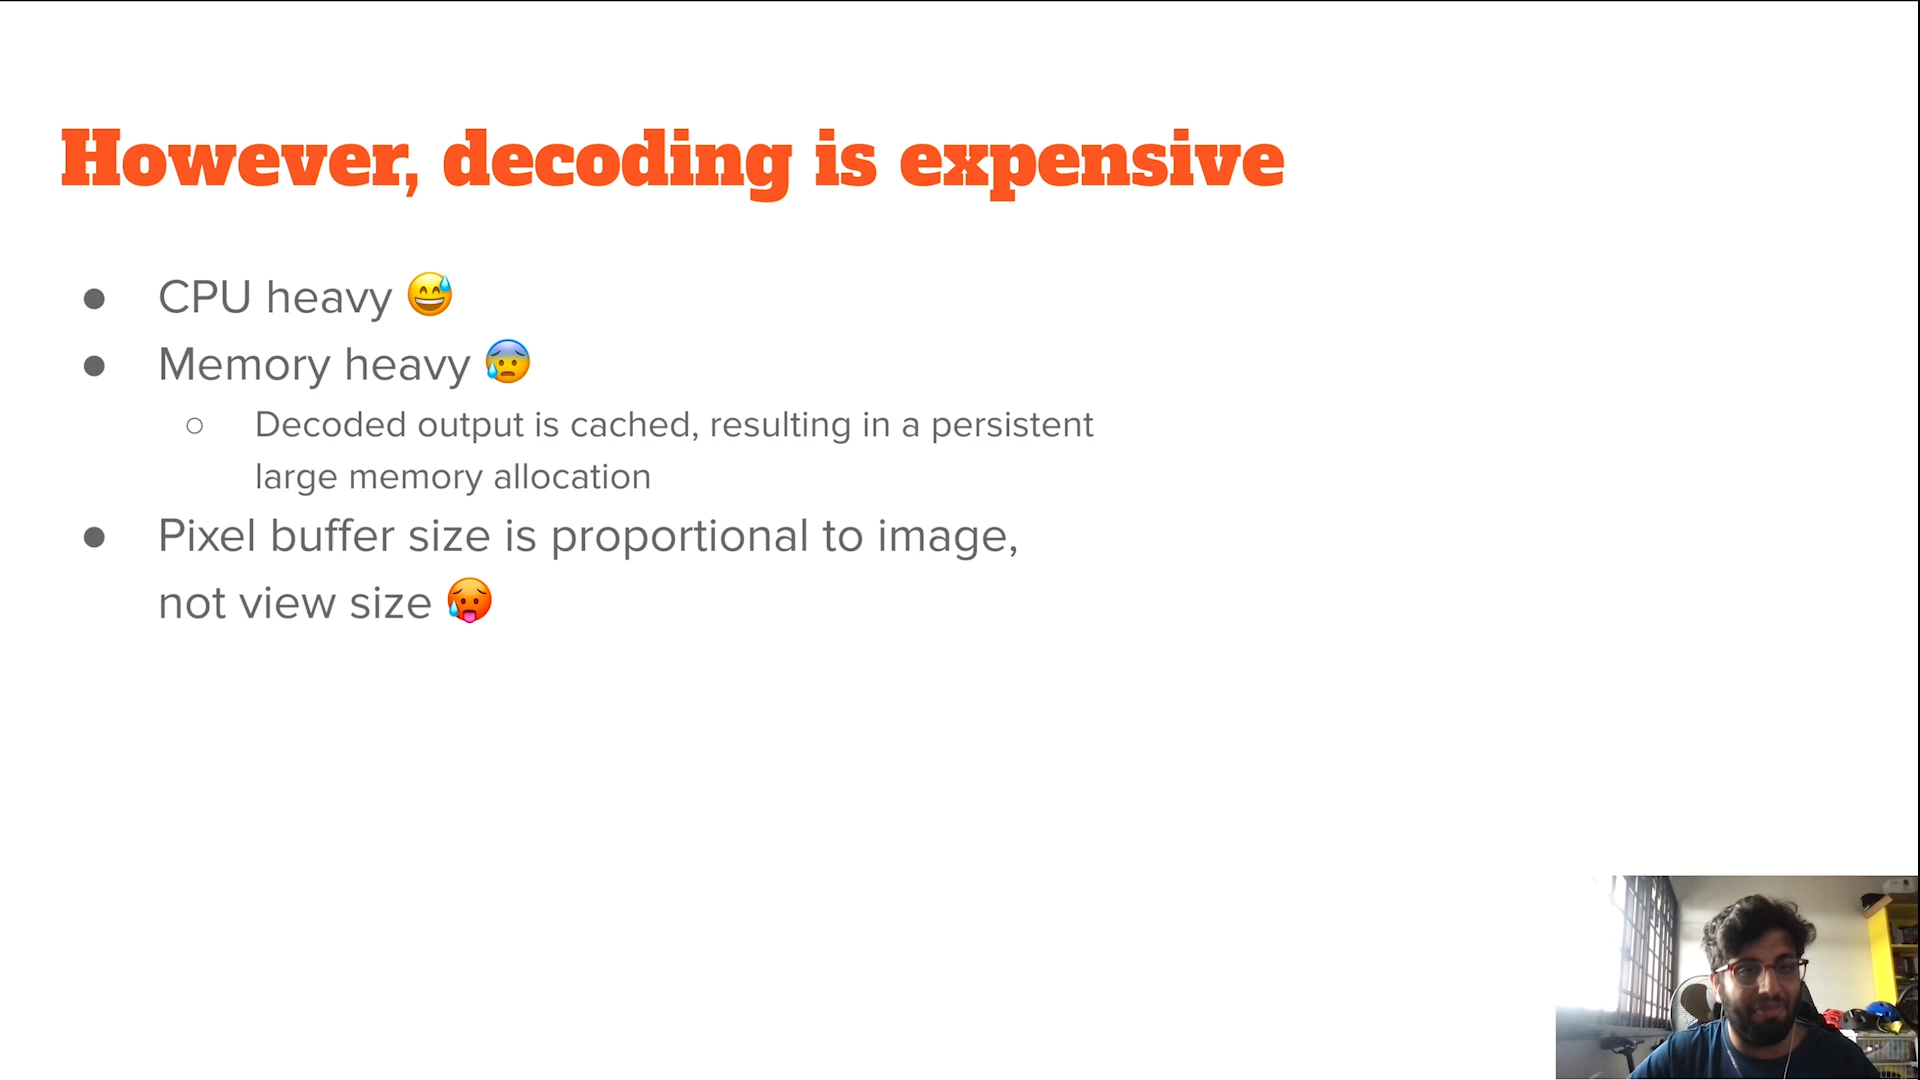 However, decoding is expensive
● CPU heavy 😅
● Memory heavy 😰
○ Decoded output is cached, resulting in a persistent
large memory allocation
● Pixel buffer size is proportional to image,
not view size 🥵